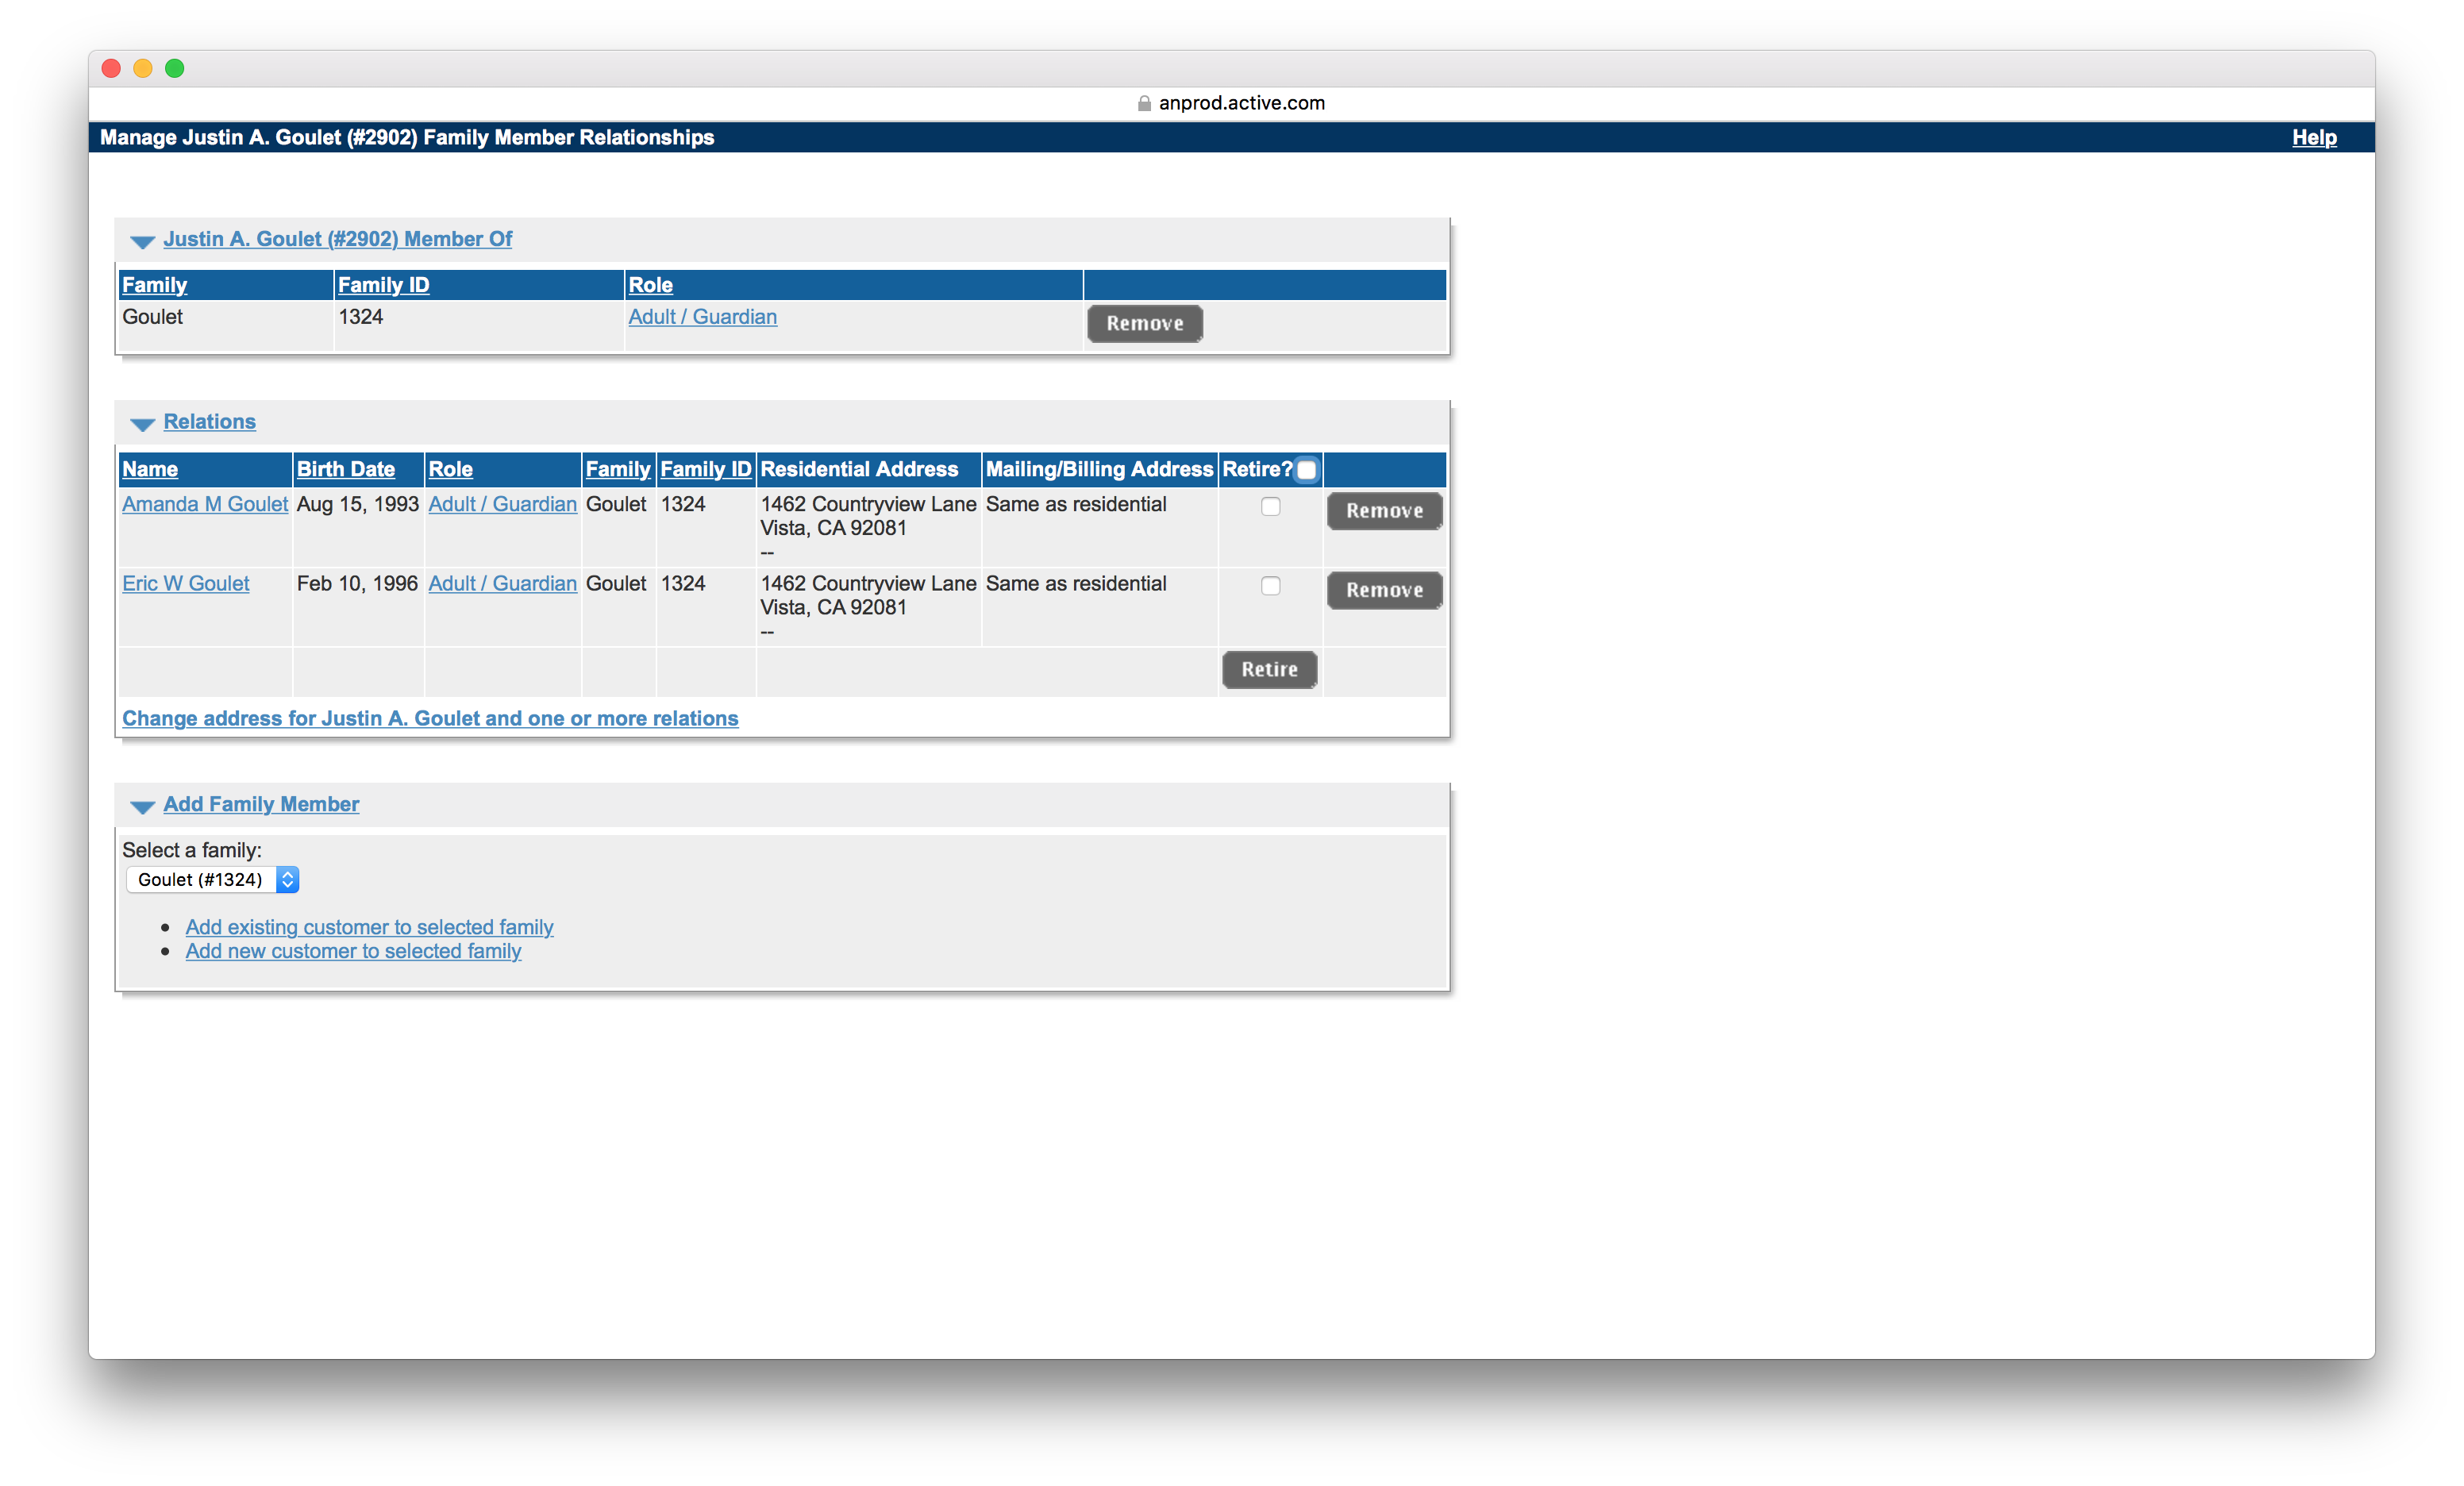 anprod.active.com
Manage Justin A. Goulet (#2902) Family Member Relationships Help
Justin A. Goulet (#2902) Member Of
Family Family ID Role
Goulet 1324 Adult / Guardian Remove
Relations
Name Birth Date Role Family Family ID Residential Address Mailing/Billing Address Retire?
Amanda M Goulet Aug 15, 1993 Adult / Guardian Goulet 1324 1462 Countryview Lane Same as residential Remove
Vista, CA 92081
--
Eric W Goulet Feb 10, 1996 Adult / Guardian Goulet 1324 1462 Countryview Lane Same as residential Remove
Vista, CA 92081
--
Retire
Change address for Justin A. Goulet and one or more relations
Add Family Member
Select a family:
Goulet (#1324)
• Add existing customer to selected family
• Add new customer to selected family